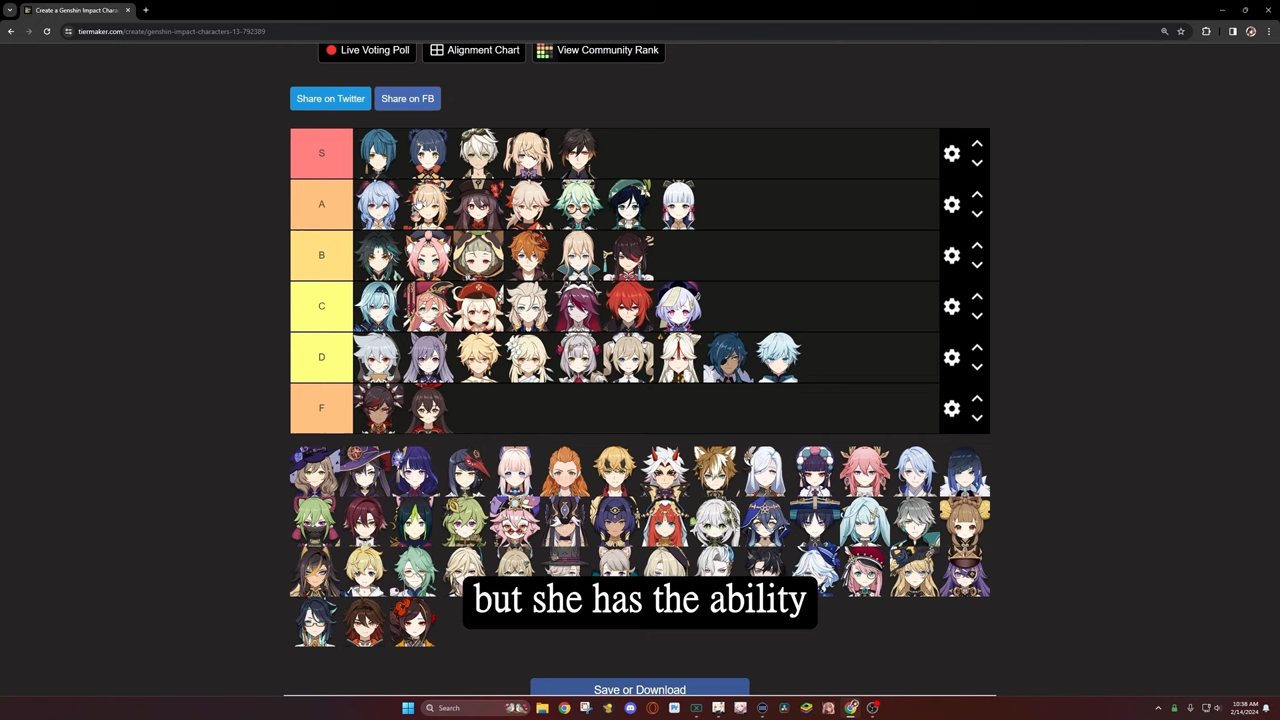 Create a Genshin Impact Chara
tiermaker.com/create/genshin-impact-characters-13-792389
Live Voting Poll
Alignment Chart
View Community Rank
Share on Twitter
Share on FB
S
A
B
C
D
F
but she has the ability
Save or Download
Search
10:38 AM
2/14/2024